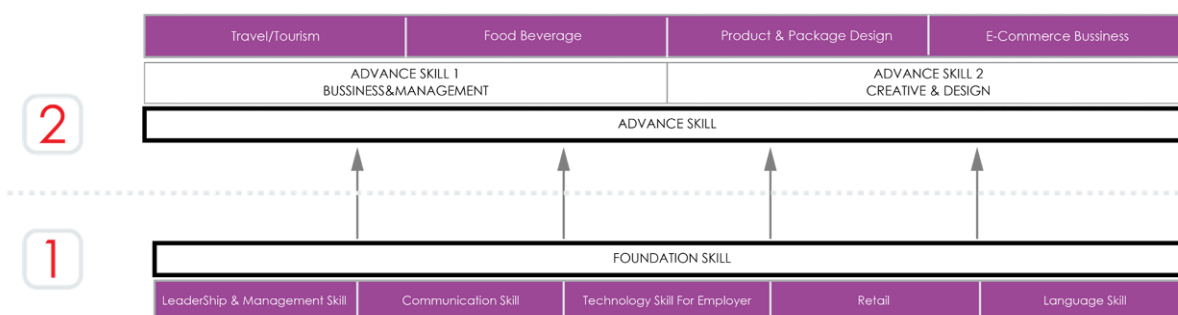 Travel/Tourism
Food Beverage
Product & Package Design
E-Commerce Bussiness
ADVANCE SKILL 1
BUSSINESS&MANAGEMENT
ADVANCE SKILL 2
CREATIVE & DESIGN
2
ADVANCE SKILL
1
FOUNDATION SKILL
LeaderShip & Management Skill
Communication Skill
Technology Skill For Employer
Retail
Language Skill